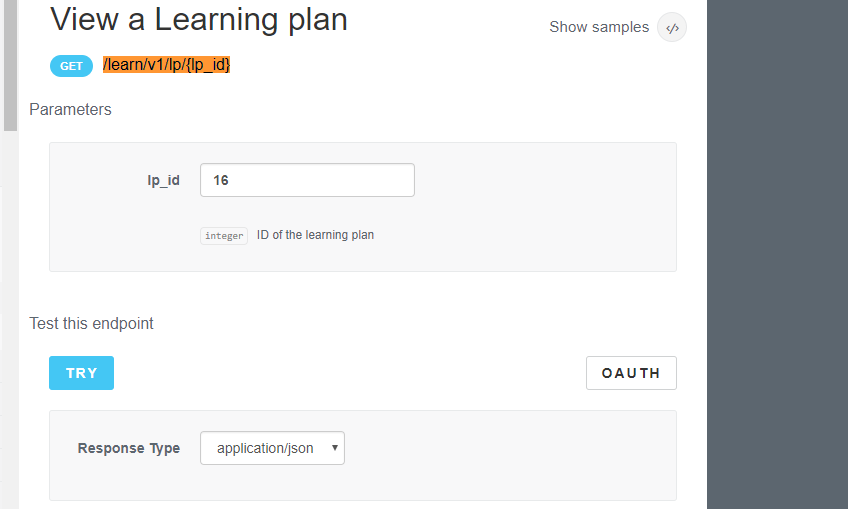 View a Learning plan
Show samples </>
GET /learn/v1/lp/{lp_id}
Parameters
lp_id 16
integer ID of the learning plan
Test this endpoint
TRY OAUTH
Response Type application/json